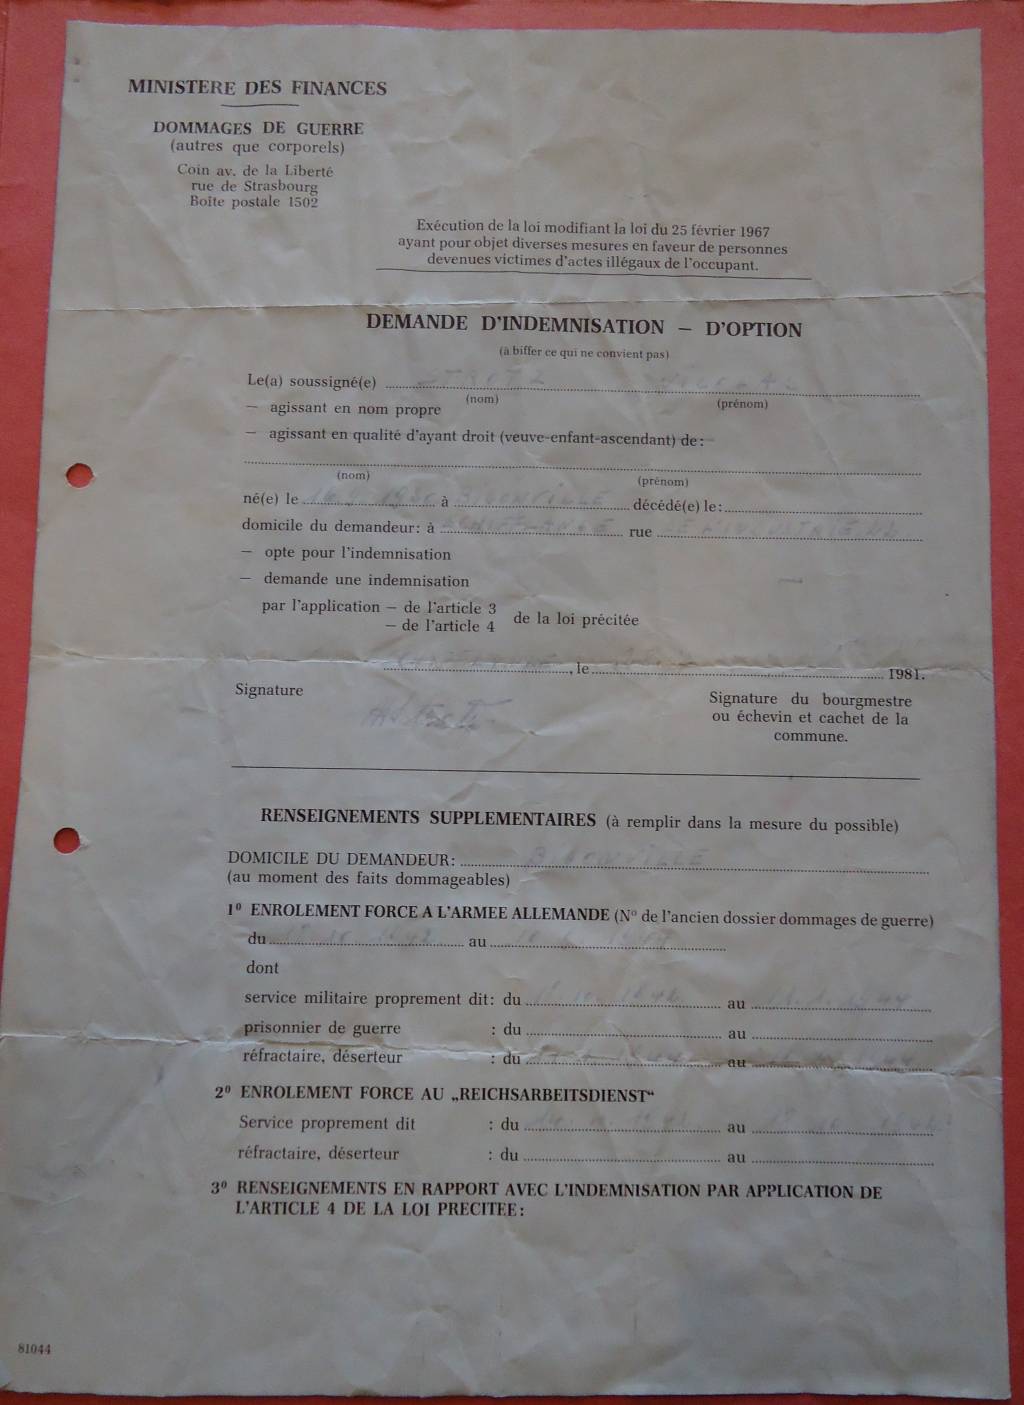 MINISTERE DES FINANCES
DOMMAGES DE GUERRE
(autres que corporels)
Coin av. de la Liberté
rue de Strasbourg
Boîte postale 1502
Exécution de la loi modifiant la loi du 25 février 1967
ayant pour objet diverses mesures en faveur de personnes
devenues victimes d'actes illégaux de l'occupant.
DEMANDE D'INDEMNISATION — D'OPTION
(à biffer ce qui ne convient pas)
Le(a) soussigné(e)
(nom) (prénom)
— agissant en nom propre
— agissant en qualité d'ayant droit (veuve-enfant-ascendant) de:
(nom) (prénom)
né(e) le à BIGONVILLE décédé(e) le:
domicile du demandeur: à rue
— opte pour l'indemnisation
— demande une indemnisation
par l'application — de l'article 3
— de l'article 4 de la loi précitée
, le 1981.
Signature
Signature du bourgmestre
ou échevin et cachet de la
commune.
RENSEIGNEMENTS SUPPLEMENTAIRES (à remplir dans la mesure du possible)
DOMICILE DU DEMANDEUR: BIGONVILLE
(au moment des faits dommageables)
1⁰ ENROLEMENT FORCE A L'ARMEE ALLEMANDE (N° de l'ancien dossier dommages de guerre)
du au
dont
service militaire proprement dit: du au
prisonnier de guerre : du au
réfractaire, déserteur : du au
2⁰ ENROLEMENT FORCE AU „REICHSARBEITSDIENST“
Service proprement dit : du au
réfractaire, déserteur : du au
3⁰ RENSEIGNEMENTS EN RAPPORT AVEC L'INDEMNISATION PAR APPLICATION DE
L'ARTICLE 4 DE LA LOI PRECITEE:
81044